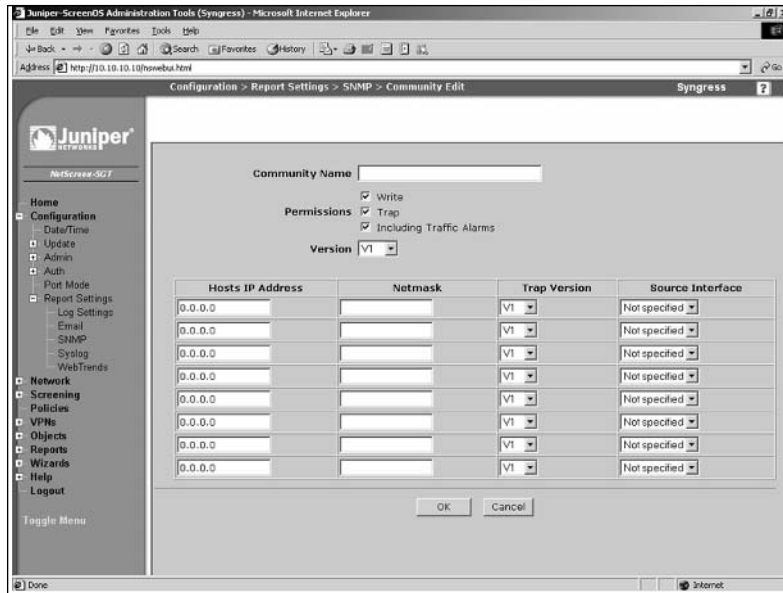 Juniper-ScreenOS Administration Tools (Syngress) - Microsoft Internet Explorer
File Edit View Favorites Tools Help
Back Search Favorites History
Address http://10.10.10.10/nswebui.html Go
Configuration > Report Settings > SNMP > Community Edit Syngress ?
Juniper
NETWORKS
NetScreen-5GT
Home
Configuration
Date/Time
Update
Admin
Auth
Port Mode
Report Settings
Log Settings
Email
SNMP
Syslog
WebTrends
Network
Screening
Policies
VPNs
Objects
Reports
Wizards
Help
Logout
Toggle Menu
Community Name
Permissions
Write
Trap
Including Traffic Alarms
Version V1
Hosts IP Address Netmask Trap Version Source Interface
0.0.0.0 V1 Not specified
0.0.0.0 V1 Not specified
0.0.0.0 V1 Not specified
0.0.0.0 V1 Not specified
0.0.0.0 V1 Not specified
0.0.0.0 V1 Not specified
0.0.0.0 V1 Not specified
0.0.0.0 V1 Not specified
OK Cancel
Done Internet